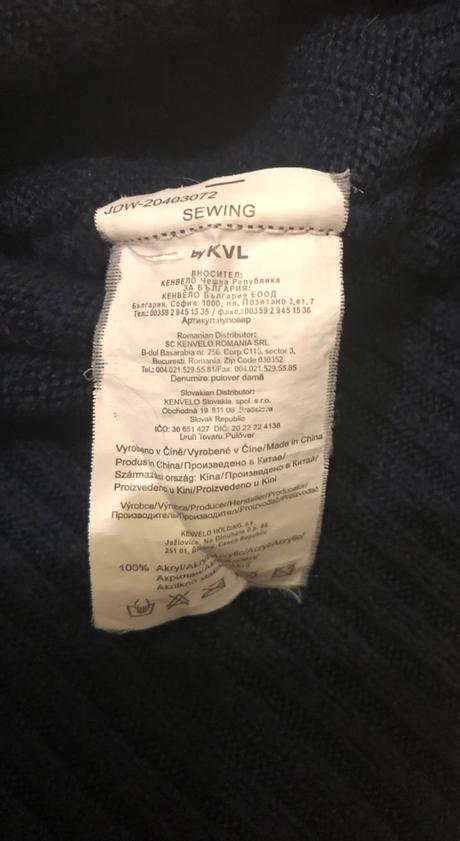 JDW-20403072
SEWING
by KVL
ВНОСИТЕЛ:
КЕНВЕЛО Чешка Република
ЗА БЪЛГАРИЯ:
КЕНВЕЛО България ЕООД
България, София 1000, пл. Позитано 2, ет. 7
Тел.: 00359 2 945 15 35 / факс.: 00359 2 945 15 36
Артикул:пуловер
Romanian Distributor:
SC KENVELO ROMANIA SRL
B-dul Basarabia nr. 256. Corp C115, sector 3,
Bucuresti. Romania, Zip Code 030352
Tel.: 004.021.529.55.81/Fax: 004.021.529.55.85
Denumire: pulover damă
Slovakian Distributor:
KENVELO Slovakia, spol. s r.o.
Obchodná 19 811 06 Bratislava
Slovak Republic
IČO: 36 651 427 DIČ: 20 22 22 4138
Druh Tovaru: Pulóver
Vyrobeno v Číně/Vyrobené v Číne/Made in China
Produs in China/Произведено в Китае/
Származási ország: Kína/Произведено в Китай/
Proizvedeno u Kini/Proizvedeno u Kini
Výrobce/Výrobca/Producer/Hersteller/Producator/
Производитель/Производител/Proizvođač/Proizvođač
KENVELO HOLDING,
Jažlovice, Na Dlouhém č.p.
251 01, Říčany, Czech Republic
100% Akryl/
Акрилан/
Akrilkno